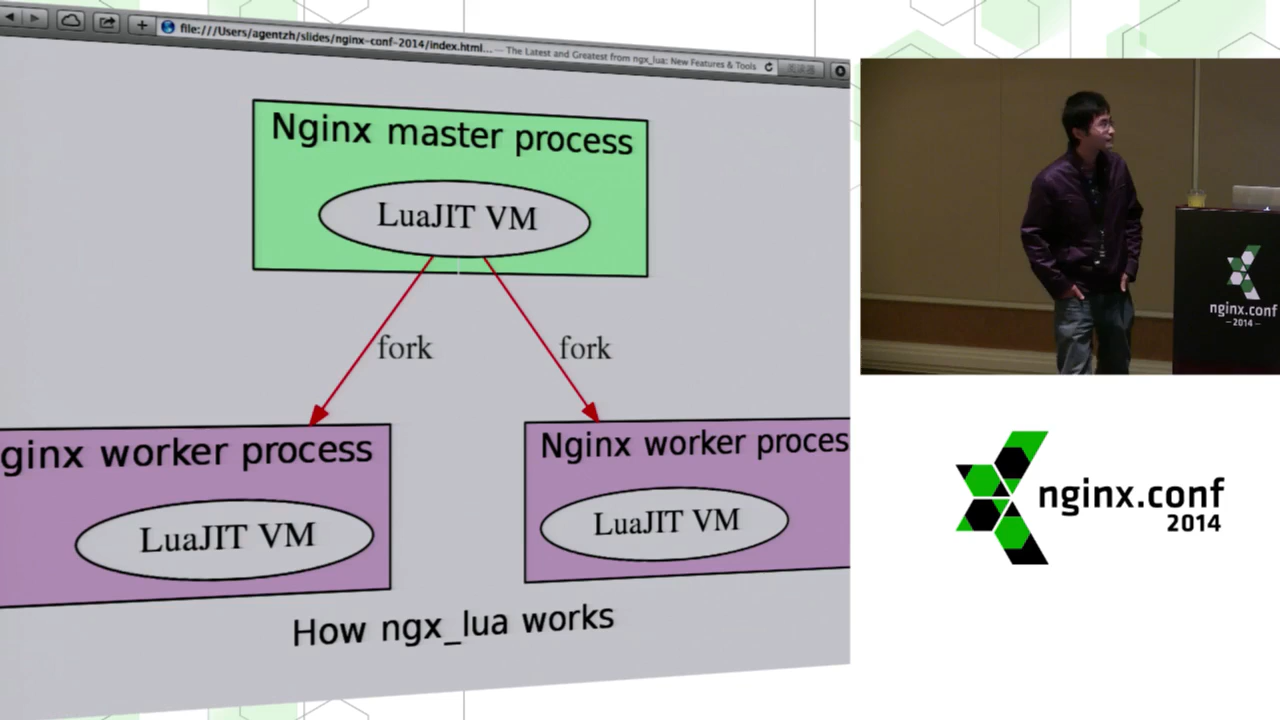 file:///Users/agentzh/slides/nginx-conf-2014/index.html... — The Latest and Greatest from ngx_lua: New Features & Tools
Nginx master process
LuaJIT VM
fork
fork
ginx worker process
LuaJIT VM
Nginx worker proces
LuaJIT VM
How ngx_lua works
nginx.conf
—2014—
nginx.conf
2014